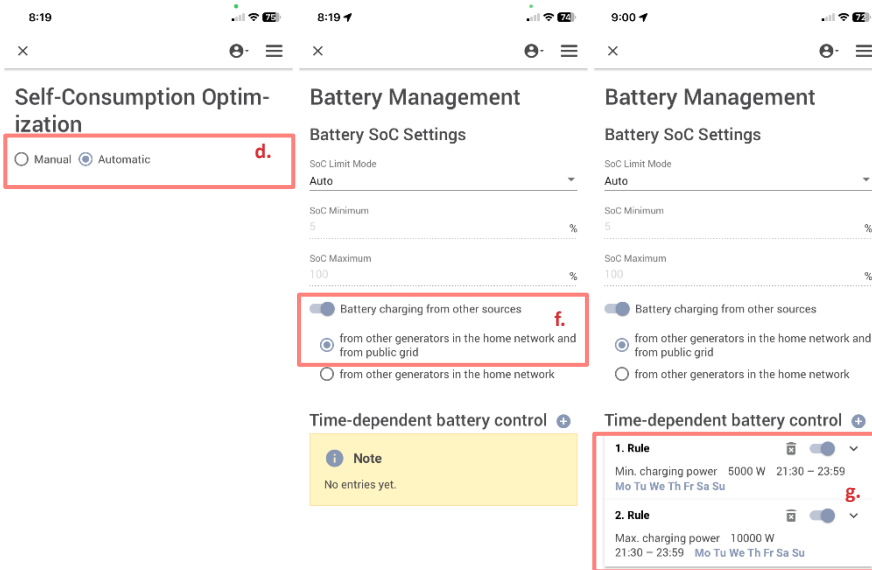 8:19
75
Self-Consumption Optim-
ization
Manual Automatic
d.
8:19
74
Battery Management
Battery SoC Settings
SoC Limit Mode
Auto
SoC Minimum
5
%
SoC Maximum
100
%
Battery charging from other sources
f.
from other generators in the home network and
from public grid
from other generators in the home network
Time-dependent battery control
Note
No entries yet.
9:00
72
Battery Management
Battery SoC Settings
SoC Limit Mode
Auto
SoC Minimum
5
%
SoC Maximum
100
%
Battery charging from other sources
from other generators in the home network and
from public grid
from other generators in the home network
Time-dependent battery control
1. Rule
Min. charging power 5000 W 21:30 – 23:59
Mo Tu We Th Fr Sa Su
g.
2. Rule
Max. charging power 10000 W
21:30 – 23:59 Mo Tu We Th Fr Sa Su